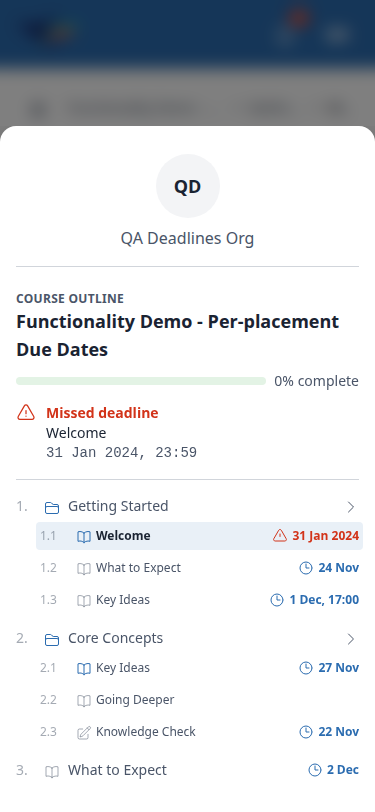 QD
QA Deadlines Org
COURSE OUTLINE
Functionality Demo - Per-placement
Due Dates
0% complete
Missed deadline
Welcome
31 Jan 2024, 23:59
1. Getting Started
1.1 Welcome 31 Jan 2024
1.2 What to Expect 24 Nov
1.3 Key Ideas 1 Dec, 17:00
2. Core Concepts
2.1 Key Ideas 27 Nov
2.2 Going Deeper
2.3 Knowledge Check 22 Nov
3. What to Expect 2 Dec